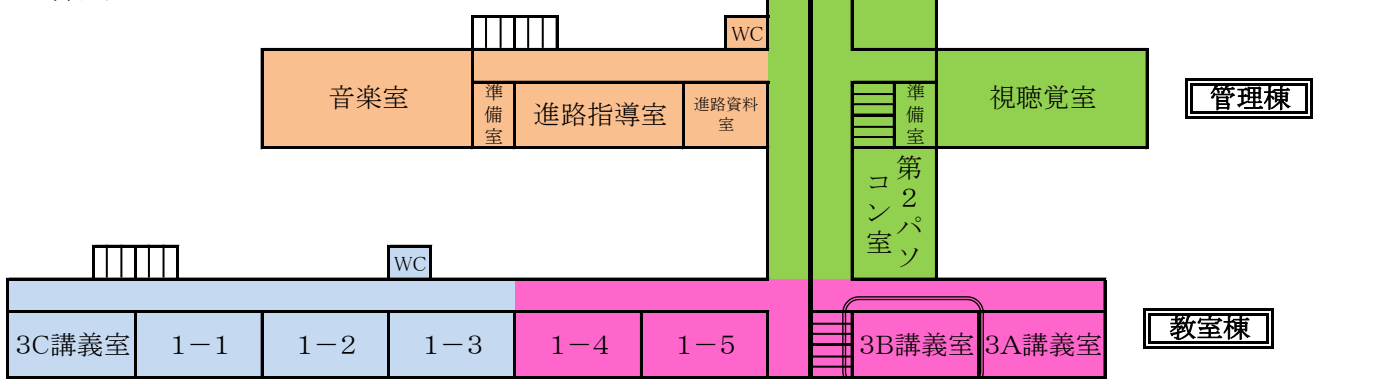 WC
音楽室
準備室
進路指導室
進路資料室
準備室
視聴覚室
管理棟
第2パソコン室
WC
3C講義室
1－1
1－2
1－3
1－4
1－5
3B講義室
3A講義室
教室棟